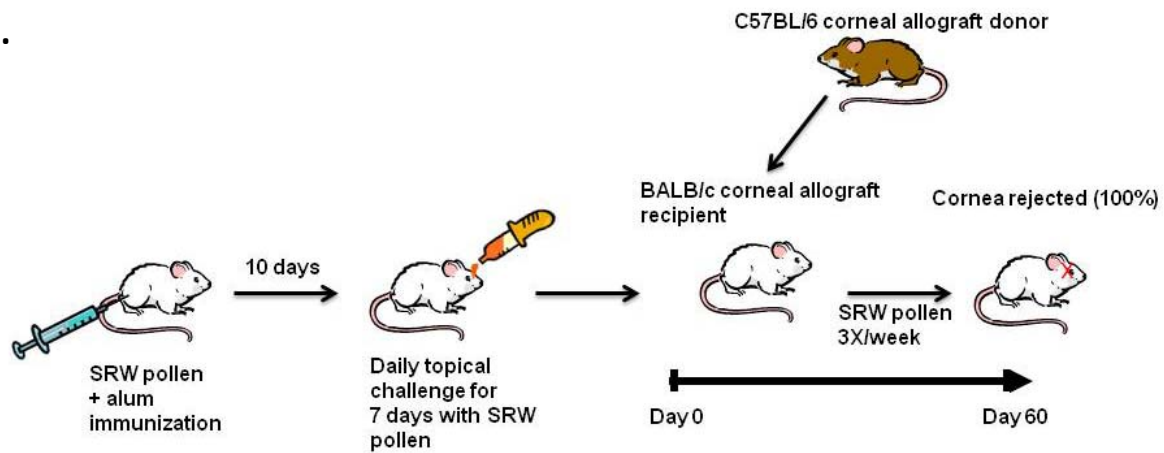 C57BL/6 corneal allograft donor
BALB/c corneal allograft
recipient
Cornea rejected (100%)
10 days
SRW pollen
+ alum
immunization
Daily topical
challenge for
7 days with SRW
pollen
SRW pollen
3X/week
Day 0
Day 60